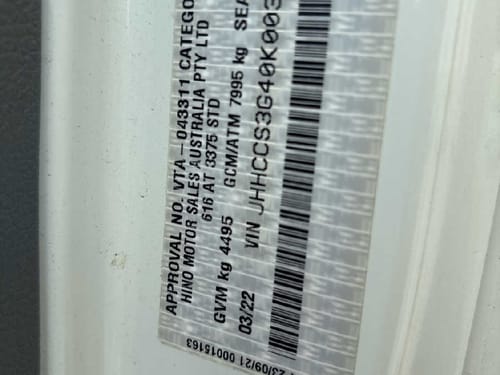 APPROVAL NO. VTA-043311 CATEGO
HINO MOTOR SALES AUSTRALIA PTY LTD
616 AT 3375 STD
GVM kg 4495 GCM/ATM 7995 kg SEA
03/22 VIN JHHCCS3G40K003
23/09/21 00015163